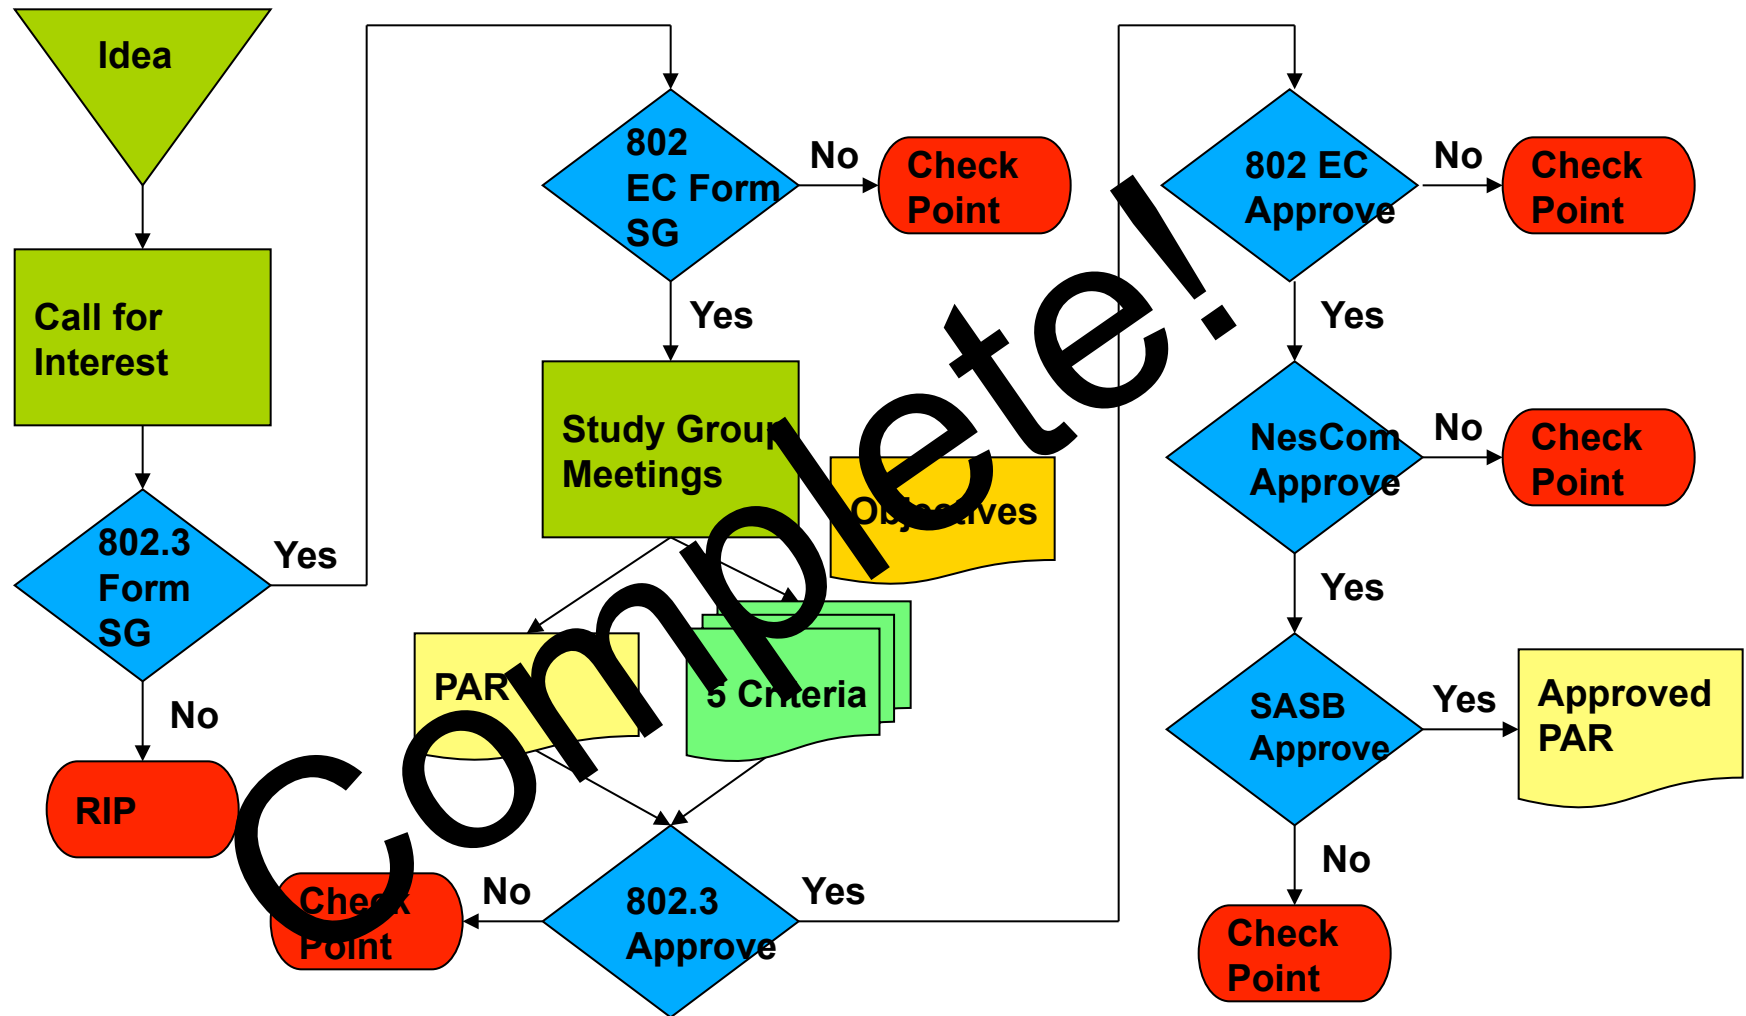 Idea
Call for
Interest
802.3
Form
SG
Yes
No
RIP
802
EC Form
SG
No
Check
Point
Yes
Study Group
Meetings
Objectives
PAR
5 Criteria
802.3
Approve
No
Check
Point
Yes
802 EC
Approve
No
Check
Point
Yes
NesCom
Approve
No
Check
Point
Yes
SASB
Approve
Yes
Approved
PAR
No
Check
Point
Complete!